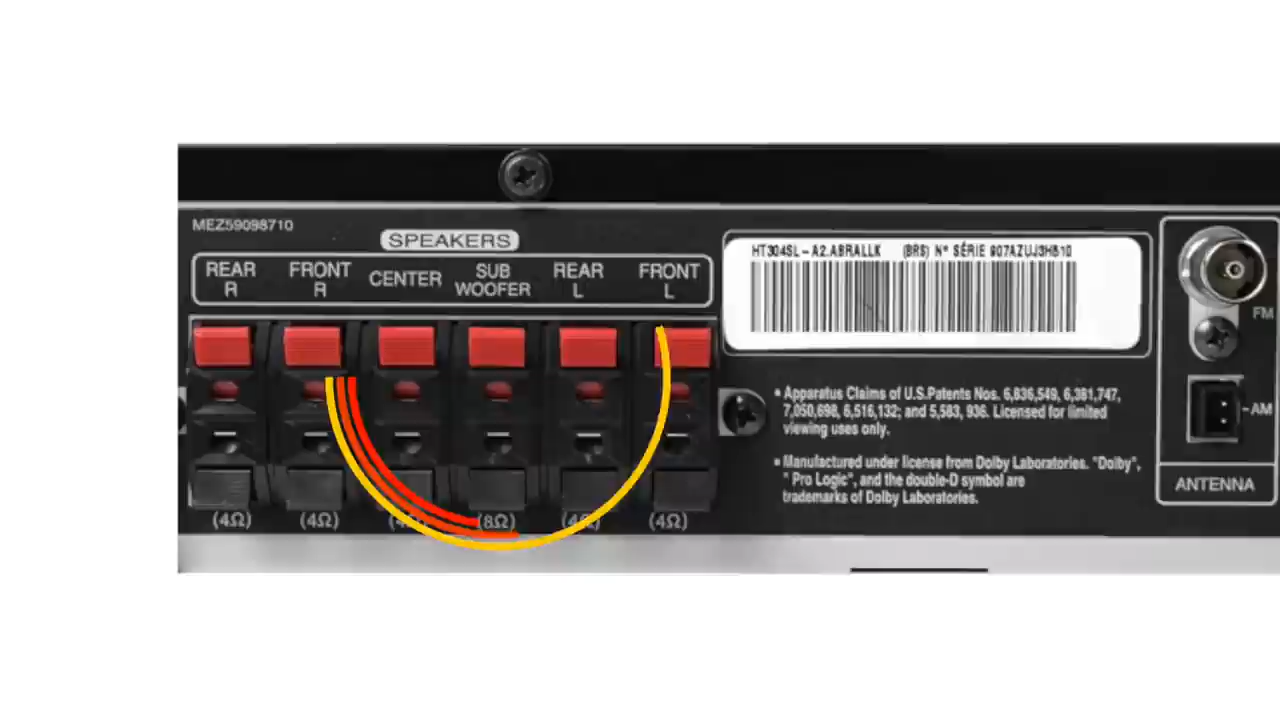 MEZ59098710
SPEAKERS
REAR R
FRONT R
CENTER
SUB WOOFER
REAR L
FRONT L
(4Ω) (4Ω) (8Ω) (4Ω)
HT304SL-A2.ABRALLK (BRS) Nº SÉRIE 907AZUJ3H510
• Apparatus Claims of U.S.Patents Nos. 6,836,549, 6,381,747,
7,050,698, 6,516,132; and 5,583, 936. Licensed for limited
viewing uses only.
• Manufactured under license from Dolby Laboratories. "Dolby",
" Pro Logic", and the double-D symbol are
trademarks of Dolby Laboratories.
FM
AM
ANTENNA